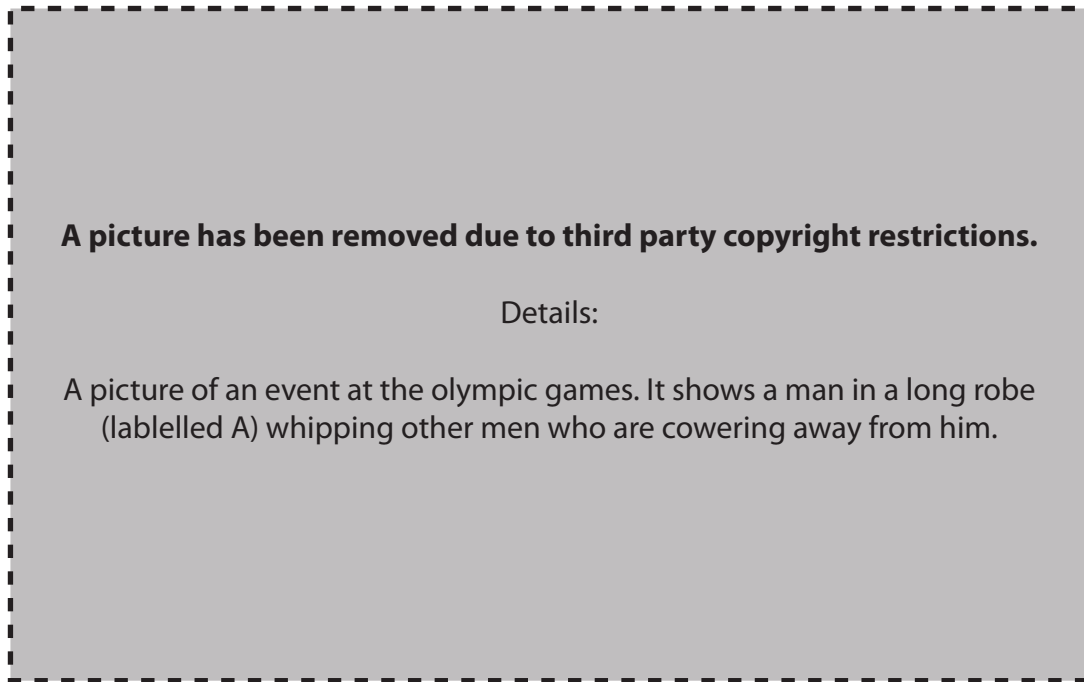 A picture has been removed due to third party copyright restrictions.
Details:
A picture of an event at the olympic games. It shows a man in a long robe
(lablelled A) whipping other men who are cowering away from him.